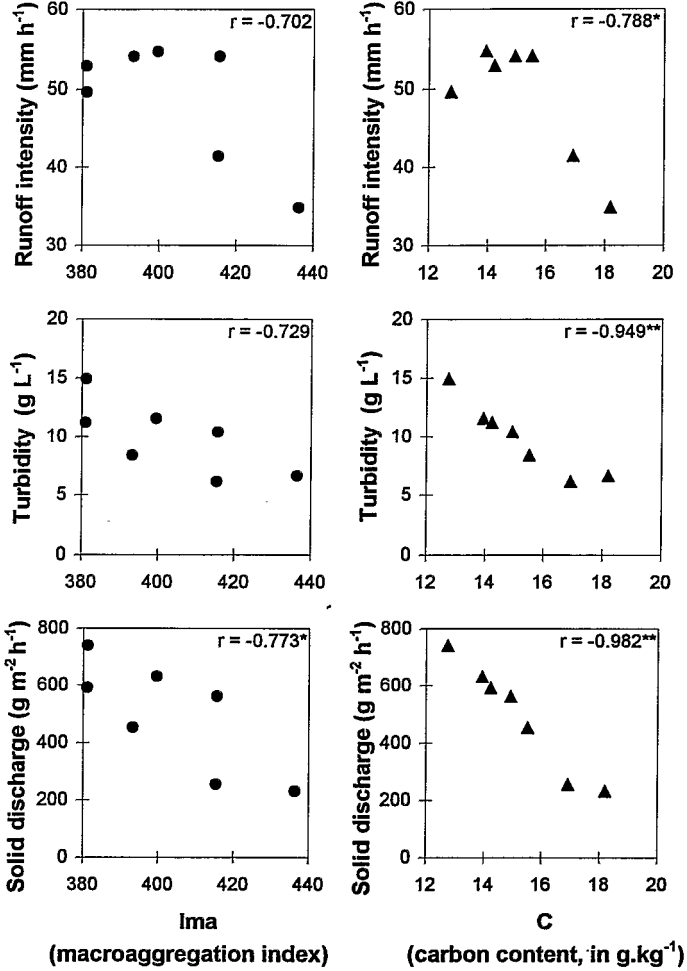 60
50
40
30
Runoff intensity (mm h⁻¹)
r = -0.702
380 400 420 440
60
50
40
30
Runoff intensity (mm h⁻¹)
r = -0.788*
12 14 16 18 20
20
15
10
5
0
Turbidity (g L⁻¹)
r = -0.729
380 400 420 440
20
15
10
5
0
Turbidity (g L⁻¹)
r = -0.949**
12 14 16 18 20
800
600
400
200
0
Solid discharge (g m⁻² h⁻¹)
r = -0.773*
380 400 420 440
Ima
(macroaggregation index)
800
600
400
200
0
Solid discharge (g m⁻² h⁻¹)
r = -0.982**
12 14 16 18 20
C
(carbon content, in g.kg⁻¹)